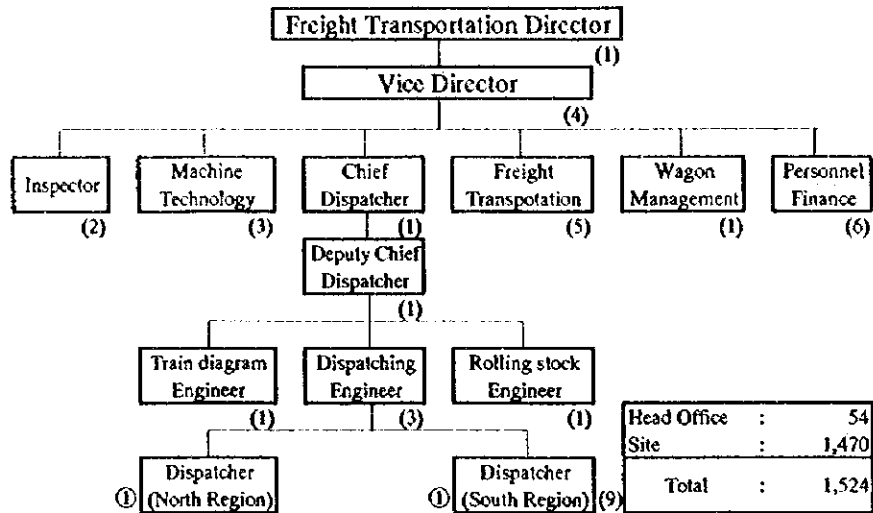 Freight Transportation Director
(1)
Vice Director
(4)
Inspector
(2)
Machine
Technology
(3)
Chief
Dispatcher
(1)
Freight
Transpotation
(5)
Wagon
Management
(1)
Personnel
Finance
(6)
Deputy Chief
Dispatcher
(1)
Train diagram
Engineer
(1)
Dispatching
Engineer
(3)
Rolling stock
Engineer
(1)
① Dispatcher
(North Region)
① Dispatcher
(South Region) (9)
Head Office : 54
Site : 1,470
Total : 1,524